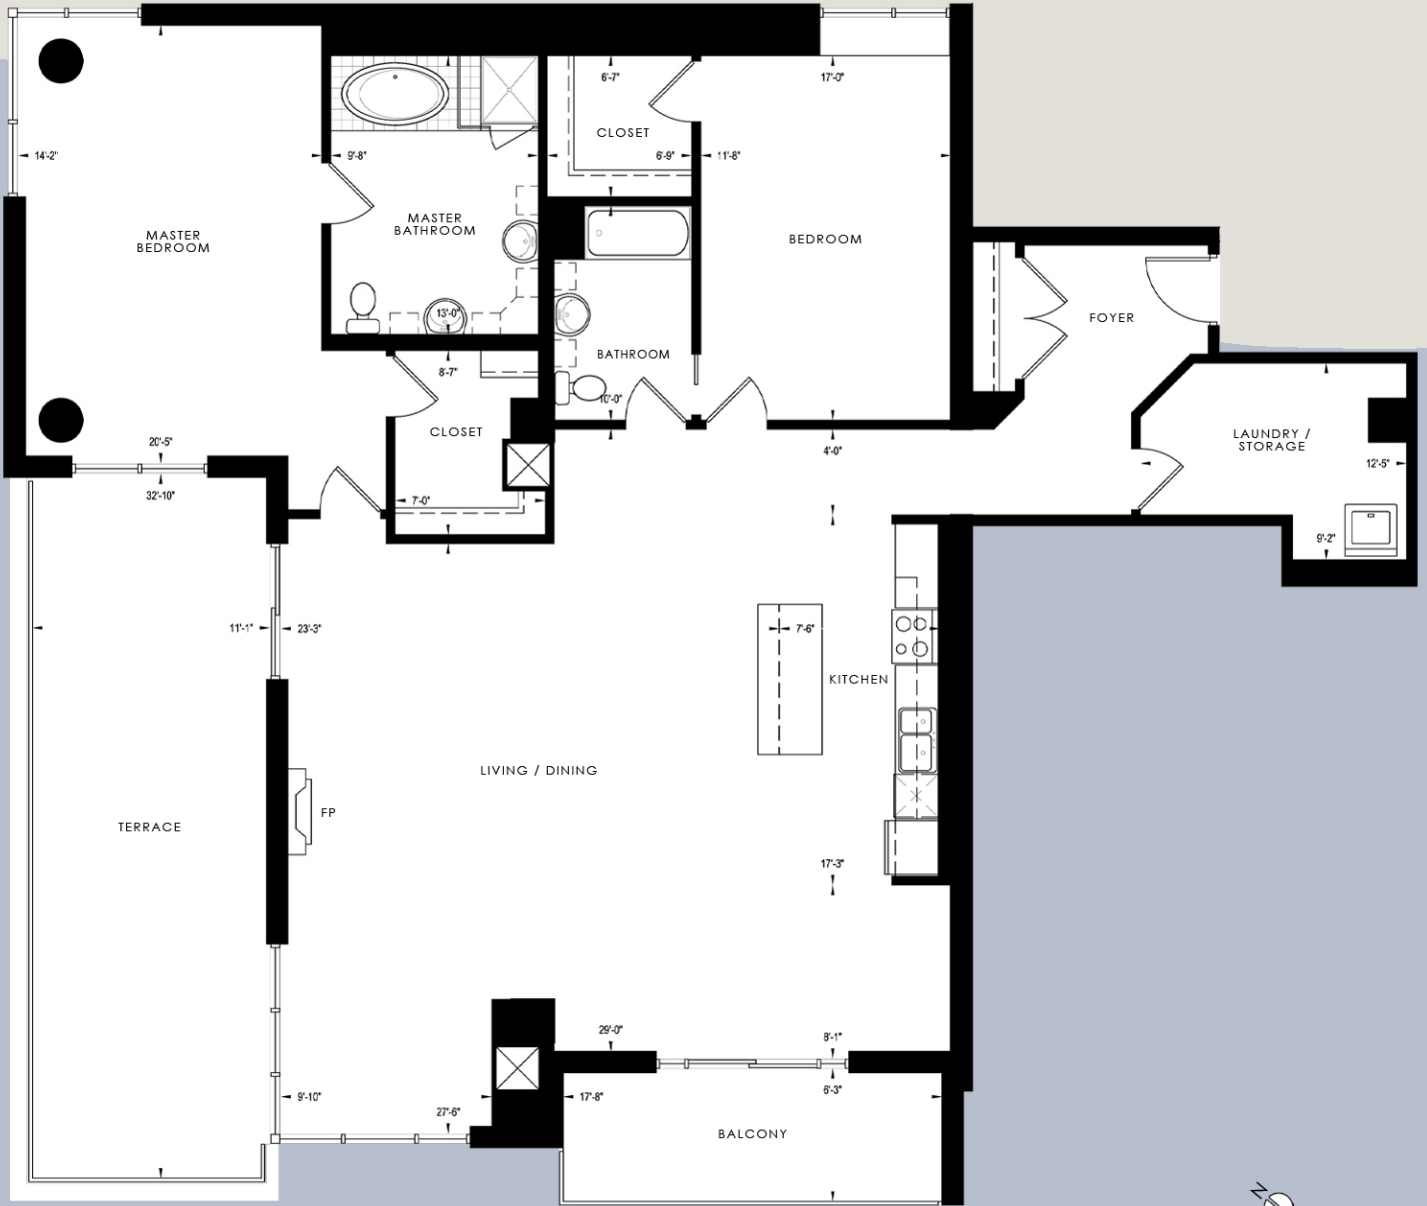 6'-7"
17'-0"
CLOSET
14'-2"
9'-8"
6'-9"
11'-8"
MASTER
BEDROOM
MASTER
BATHROOM
BEDROOM
13'-0"
FOYER
BATHROOM
8'-7"
10'-0"
CLOSET
20'-5"
32'-10"
4'-0"
LAUNDRY /
STORAGE
12'-5"
7'-0"
9'-2"
11'-1"
23'-3"
7'-6"
KITCHEN
LIVING / DINING
FP
TERRACE
17'-3"
29'-0"
8'-1"
9'-10"
27'-6"
17'-8"
6'-3"
BALCONY
N